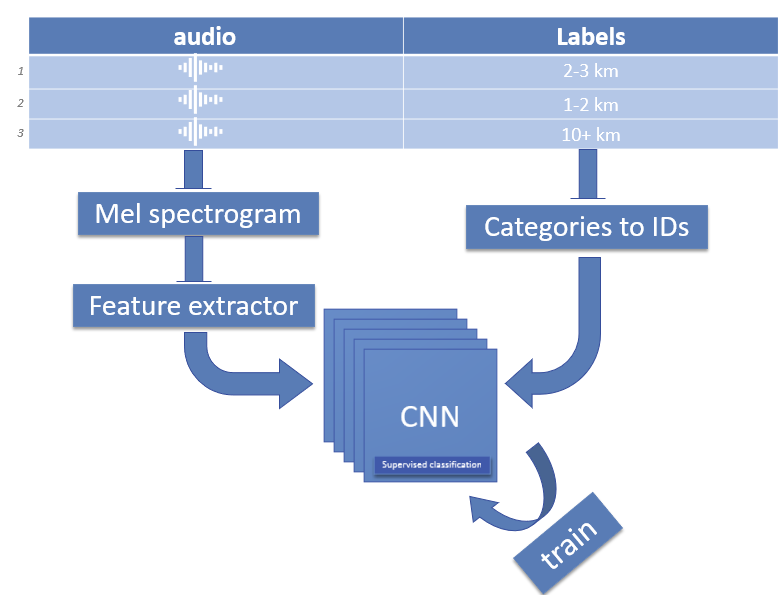 audio Labels
1 2-3 km
2 1-2 km
3 10+ km
Mel spectrogram
Categories to IDs
Feature extractor
CNN
Supervised classification
train